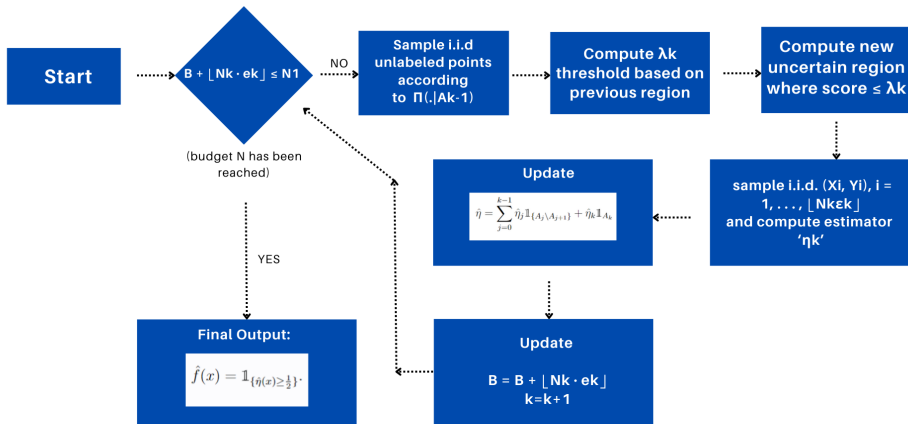 Start
B + ⌊Nk · ek⌋ ≤ N1
NO
(budget N has been
reached)
YES
Sample i.i.d
unlabeled points
according
to Π(.|Ak-1)
Compute λk
threshold based on
previous region
Compute new
uncertain region
where score ≤ λk
sample i.i.d. (Xi, Yi), i =
1, . . . , ⌊Nkεk⌋
and compute estimator
‘ηk’
Update
η̂ = ∑_{j=0}^{k-1} η̂_j 𝟙_{{A_j\A_{j+1}}} + η̂_k 𝟙_{A_k}
Update
B = B + ⌊Nk · ek⌋
k=k+1
Final Output:
f̂(x) = 𝟙_{{η̂(x)≥1/2}}.